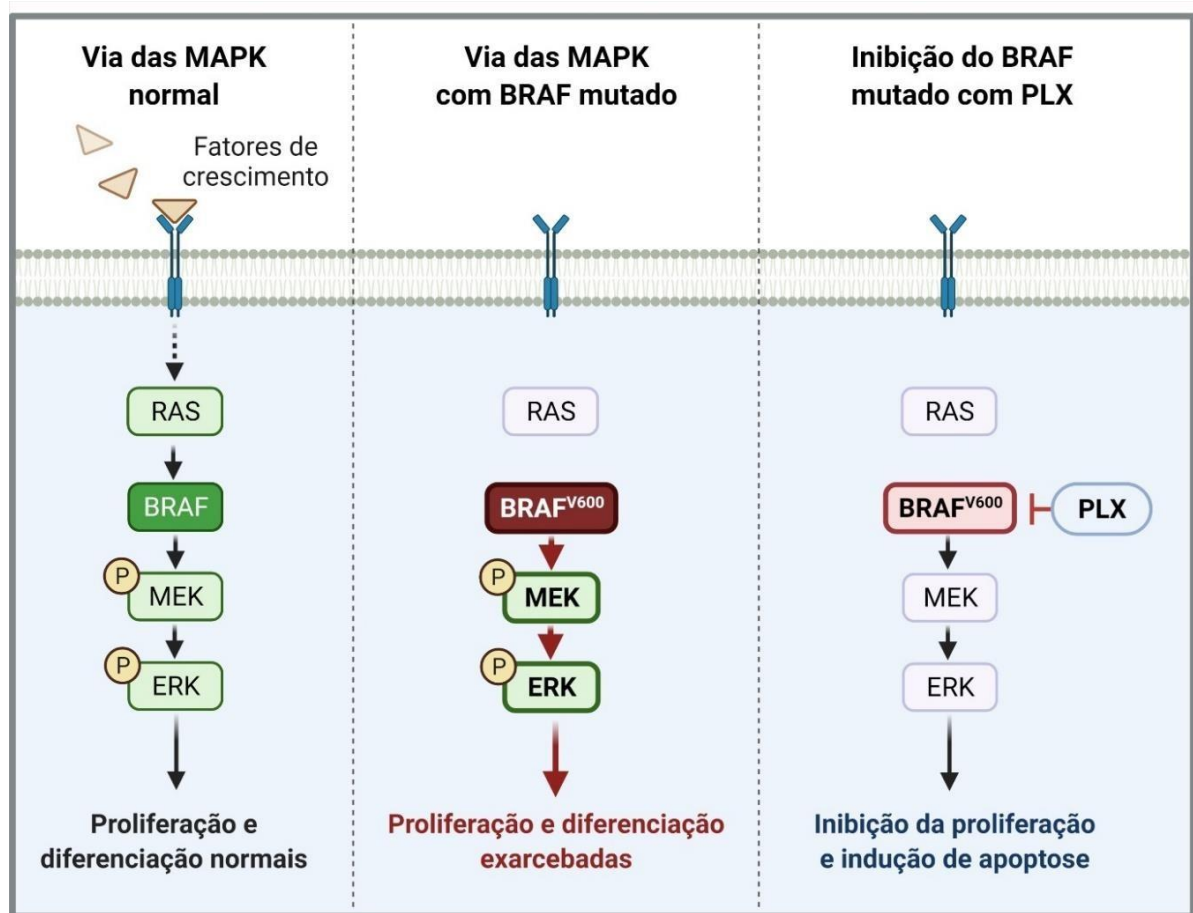 Via das MAPK
normal
Fatores de
crescimento
RAS
BRAF
P
MEK
P
ERK
Proliferação e
diferenciação normais
Via das MAPK
com BRAF mutado
RAS
BRAFV600
P
MEK
P
ERK
Proliferação e diferenciação
exarcebadas
Inibição do BRAF
mutado com PLX
RAS
BRAFV600
PLX
MEK
ERK
Inibição da proliferação
e indução de apoptose